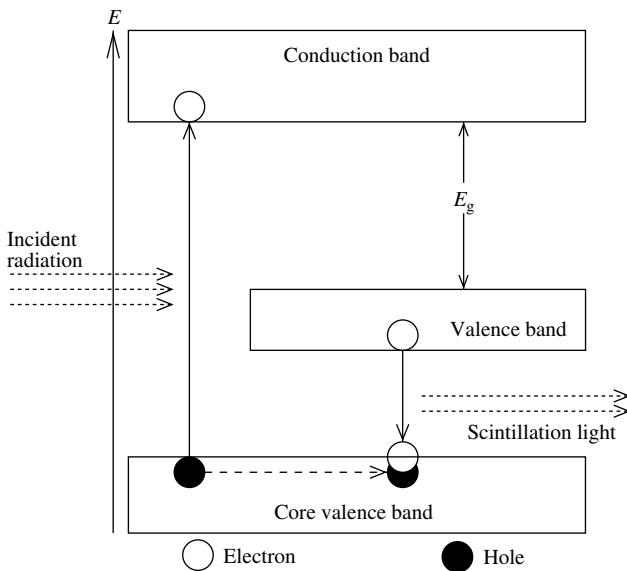 E
Conduction band
E_g
Incident
radiation
Valence band
Scintillation light
Core valence band
Electron
Hole